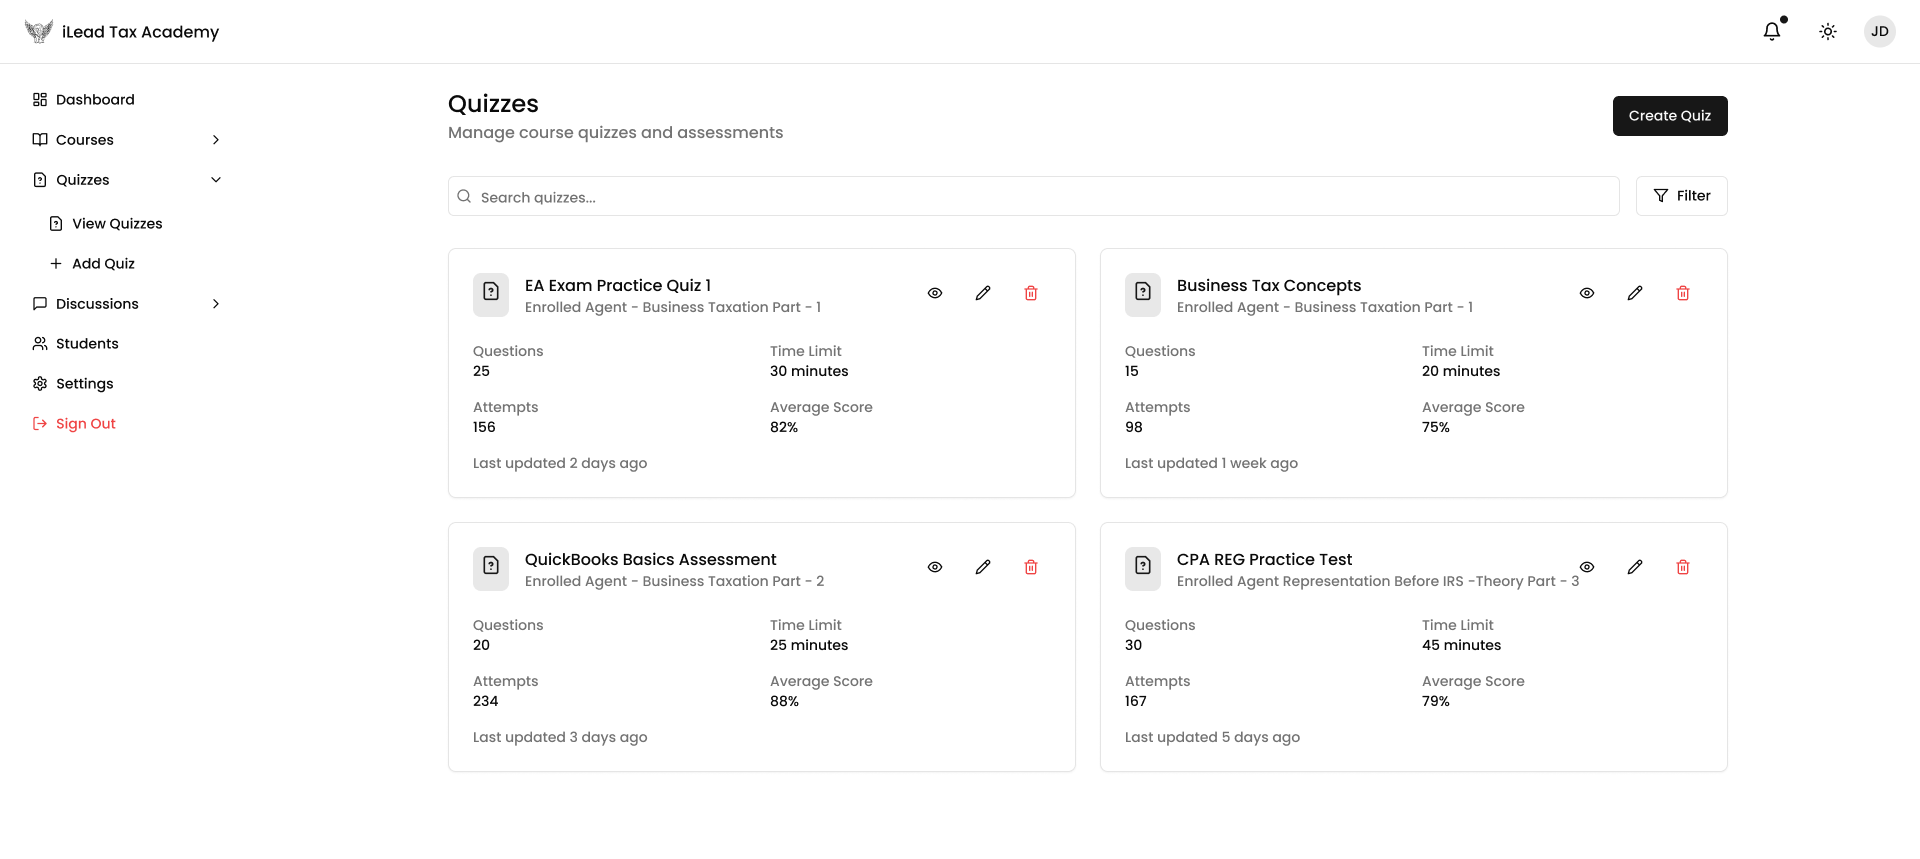 iLead Tax Academy
JD
Dashboard
Courses
Quizzes
View Quizzes
Add Quiz
Discussions
Students
Settings
Sign Out
Quizzes
Manage course quizzes and assessments
Create Quiz
Search quizzes...
Filter
EA Exam Practice Quiz 1
Enrolled Agent - Business Taxation Part - 1
Questions
25
Time Limit
30 minutes
Attempts
156
Average Score
82%
Last updated 2 days ago
Business Tax Concepts
Enrolled Agent - Business Taxation Part - 1
Questions
15
Time Limit
20 minutes
Attempts
98
Average Score
75%
Last updated 1 week ago
QuickBooks Basics Assessment
Enrolled Agent - Business Taxation Part - 2
Questions
20
Time Limit
25 minutes
Attempts
234
Average Score
88%
Last updated 3 days ago
CPA REG Practice Test
Enrolled Agent Representation Before IRS -Theory Part - 3
Questions
30
Time Limit
45 minutes
Attempts
167
Average Score
79%
Last updated 5 days ago